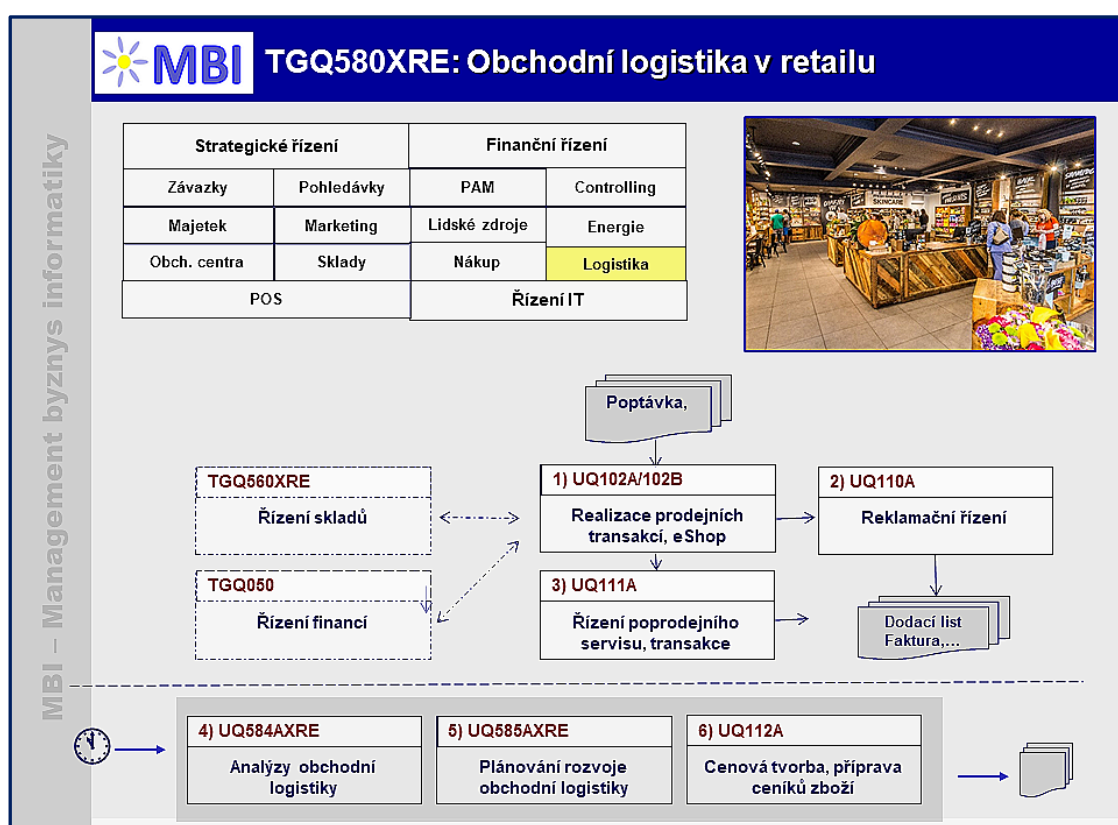 MBI
TGQ580XRE: Obchodní logistika v retailu
MBI – Management byznys informatiky
Strategické řízení
Finanční řízení
Závazky
Pohledávky
PAM
Controlling
Majetek
Marketing
Lidské zdroje
Energie
Obch. centra
Sklady
Nákup
Logistika
POS
Řízení IT
SKINCARE
Poptávka,
TGQ560XRE
Řízení skladů
1) UQ102A/102B
Realizace prodejních
transakcí, eShop
2) UQ110A
Reklamační řízení
TGQ050
Řízení financí
3) UQ111A
Řízení poprodejního
servisu, transakce
Dodací list
Faktura,...
4) UQ584AXRE
Analýzy obchodní
logistiky
5) UQ585AXRE
Plánování rozvoje
obchodní logistiky
6) UQ112A
Cenová tvorba, příprava
ceníků zboží